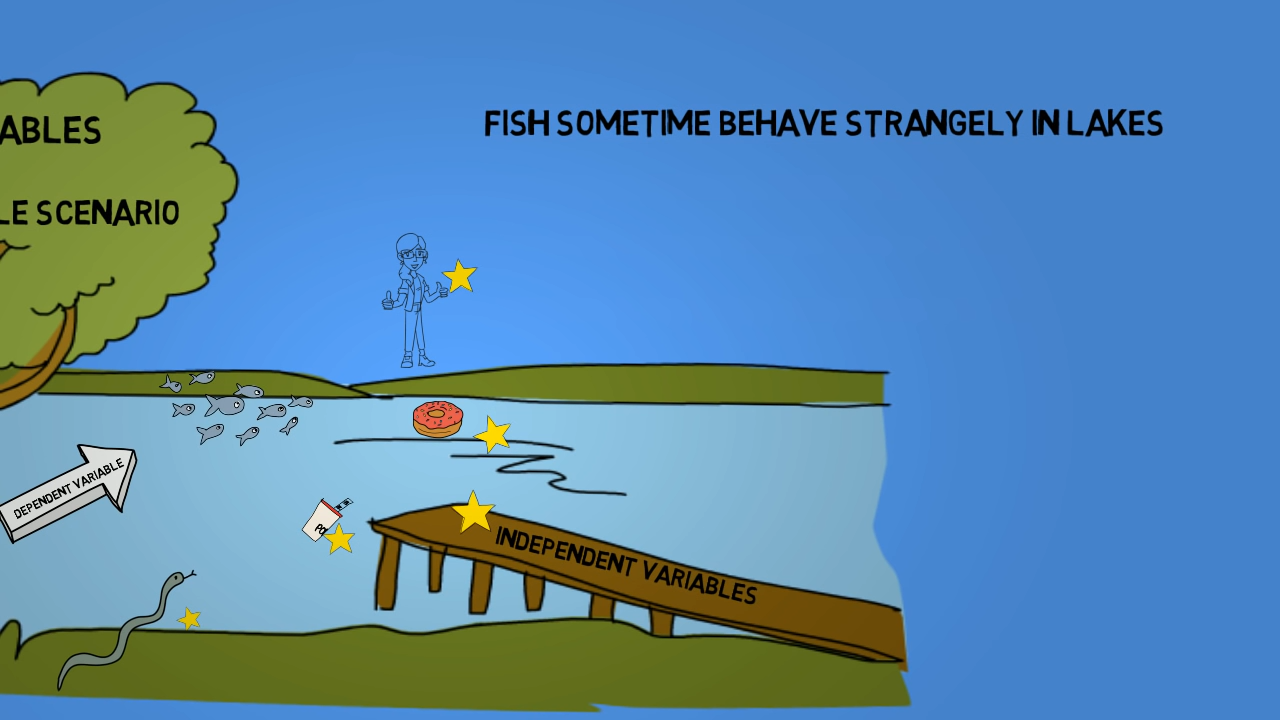 ABLES
FISH SOMETIME BEHAVE STRANGELY IN LAKES
LE SCENARIO
DEPENDENT VARIABLE
INDEPENDENT VARIABLES